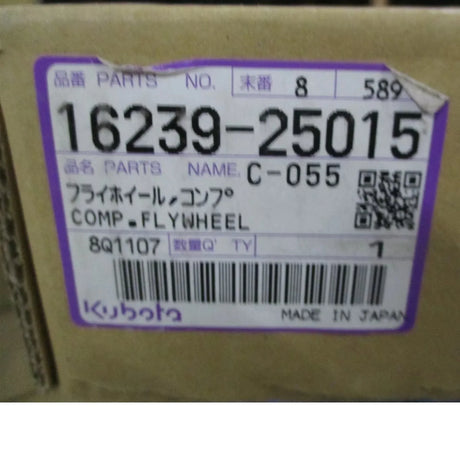 品番 PARTS NO. 末番 8 589
16239-25015
品名 PARTS NAME C-055
フライホイール,コンプ°
COMP.FLYWHEEL
8Q1107 数量Q'TY 1
Kubota MADE IN JAPAN